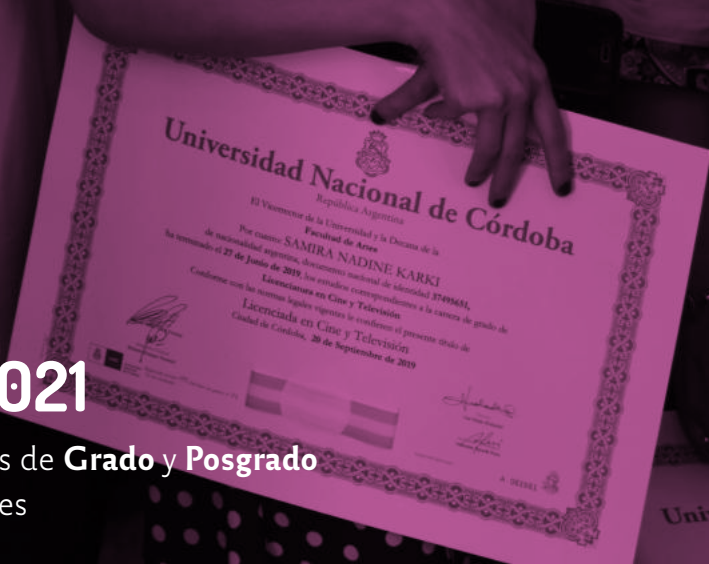 Universidad Nacional de Córdoba
República Argentina
El Vicerrector de la Universidad y la Decana de la
Facultad de Artes
Por cuanto: SAMIRA NADINE KARKI
de nacionalidad argentina, documento nacional de identidad 37495651,
ha terminado el 27 de Junio de 2019, los estudios correspondientes a la carrera de grado de
Licenciatura en Cine y Televisión
Conforme con las normas legales vigentes le confieren el presente título de
Licenciada en Cine y Televisión
Ciudad de Córdoba, 20 de Septiembre de 2019
021
s de Grado y Posgrado
es
Uni